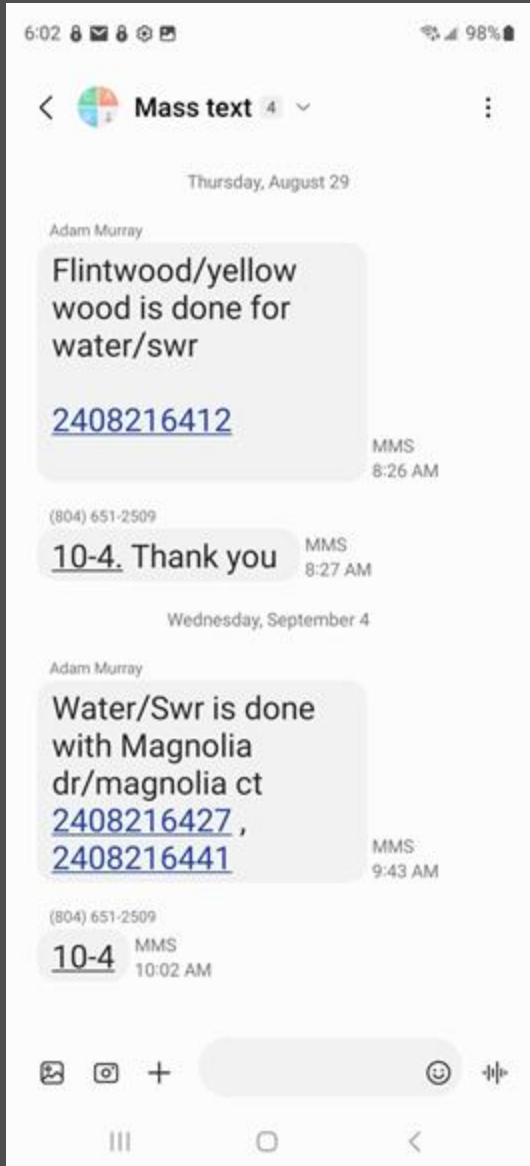 6:02 98%
Mass text 4
Thursday, August 29
Adam Murray
Flintwood/yellow
wood is done for
water/swr
2408216412
MMS
8:26 AM
(804) 651-2509
10-4. Thank you
MMS
8:27 AM
Wednesday, September 4
Adam Murray
Water/Swr is done
with Magnolia
dr/magnolia ct
2408216427 ,
2408216441
MMS
9:43 AM
(804) 651-2509
10-4
MMS
10:02 AM